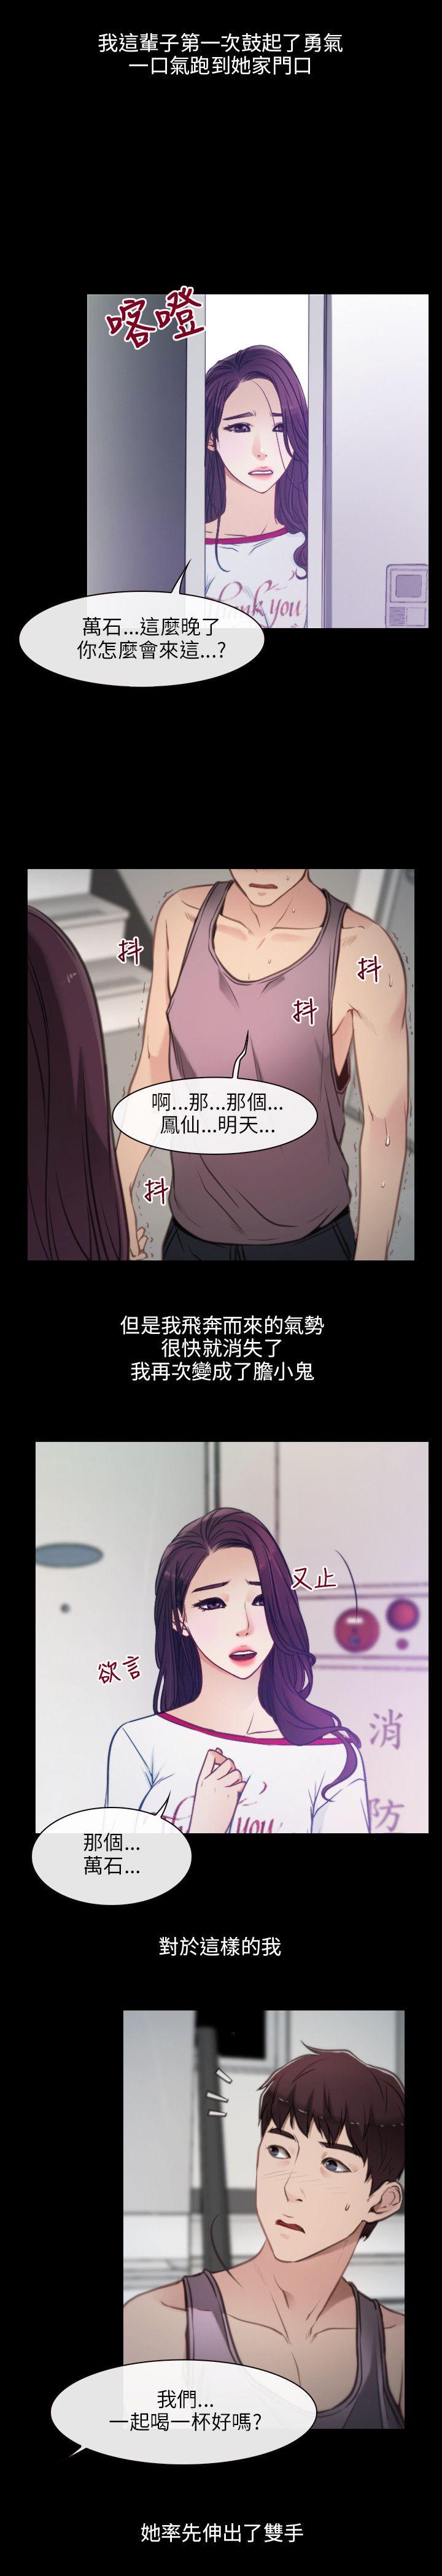 我這輩子第一次鼓起了勇氣
一口氣跑到她家門口
喀噔
thank you
萬石...這麼晚了
你怎麼會來這...?
抖
抖
抖
啊...那...那個...
鳳仙...明天...
抖
但是我飛奔而來的氣勢
很快就消失了
我再次變成了膽小鬼
欲言
又止
消
防
那個...
萬石...
對於這樣的我
我們...
一起喝一杯好嗎?
她率先伸出了雙手